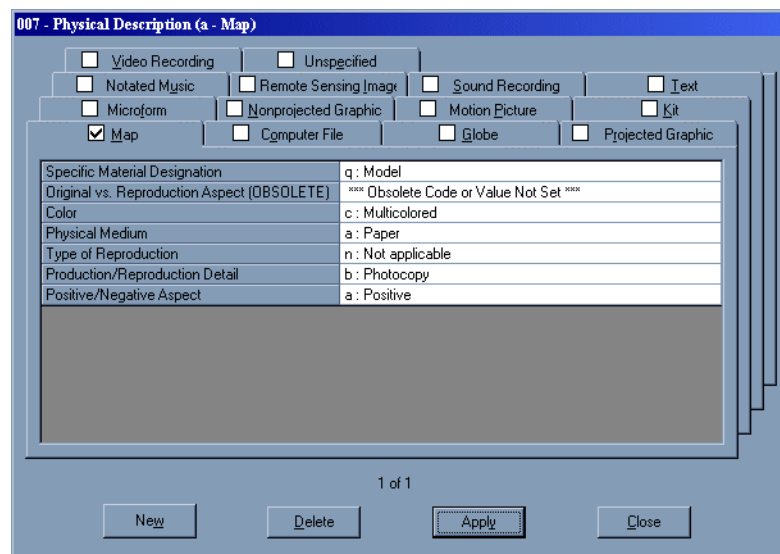 007 - Physical Description (a - Map)
Video Recording Unspecified
Notated Music Remote Sensing Image Sound Recording Text
Microform Nonprojected Graphic Motion Picture Kit
Map Computer File Globe Projected Graphic
Specific Material Designation q : Model
Original vs. Reproduction Aspect (OBSOLETE) *** Obsolete Code or Value Not Set ***
Color c : Multicolored
Physical Medium a : Paper
Type of Reproduction n : Not applicable
Production/Reproduction Detail b : Photocopy
Positive/Negative Aspect a : Positive
1 of 1
New Delete Apply Close